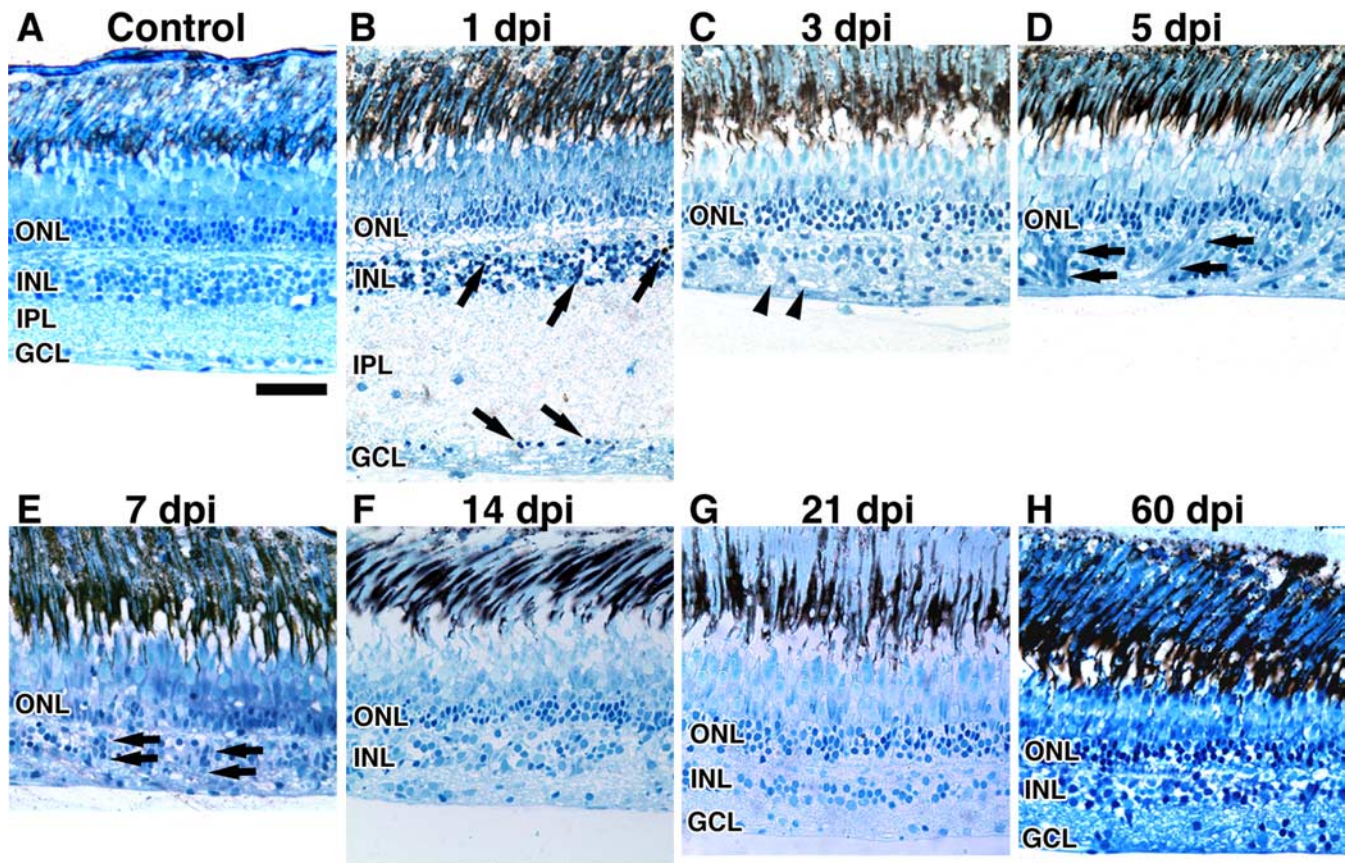 A Control
B 1 dpi
C 3 dpi
D 5 dpi
ONL
INL
IPL
GCL
ONL
INL
IPL
GCL
ONL
ONL
E 7 dpi
F 14 dpi
G 21 dpi
H 60 dpi
ONL
ONL
INL
ONL
INL
GCL
ONL
INL
GCL